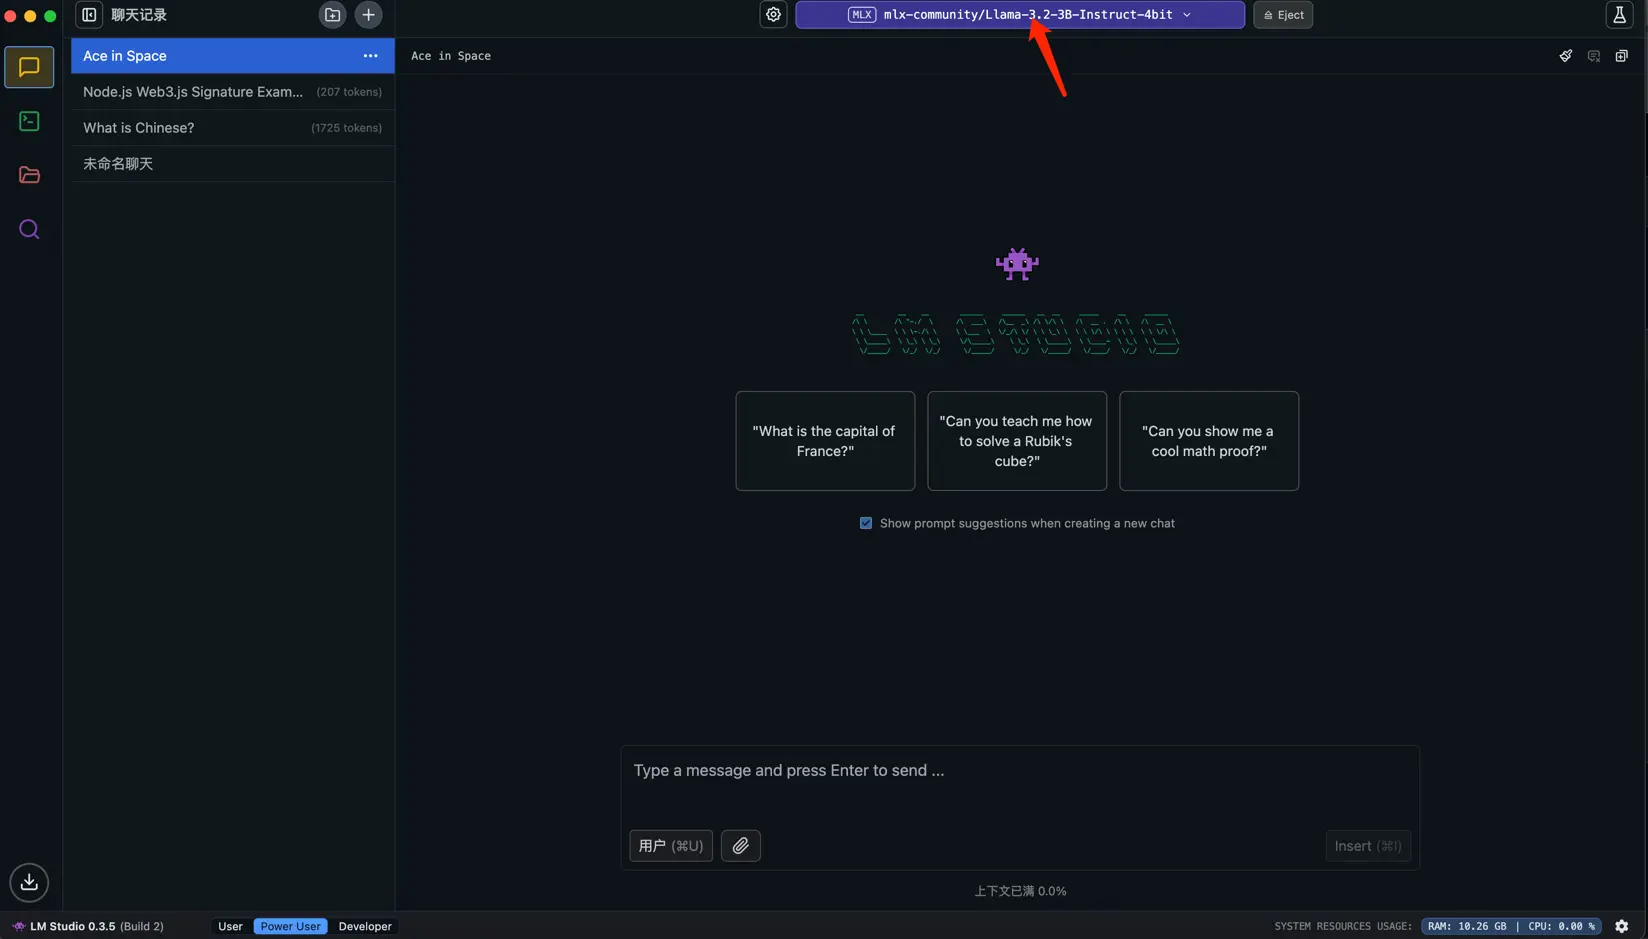 聊天记录
MLX mlx-community/Llama-3.2-3B-Instruct-4bit
Eject
Ace in Space
Node.js Web3.js Signature Exam... (207 tokens)
What is Chinese? (1725 tokens)
未命名聊天
Ace in Space
LM STUDIO
"What is the capital of
France?"
"Can you teach me how
to solve a Rubik's
cube?"
"Can you show me a
cool math proof?"
Show prompt suggestions when creating a new chat
Type a message and press Enter to send ...
用户 (⌘U)
Insert (⌘I)
上下文已满 0.0%
LM Studio 0.3.5 (Build 2)
User Power User Developer
SYSTEM RESOURCES USAGE: RAM: 10.26 GB | CPU: 0.00 %